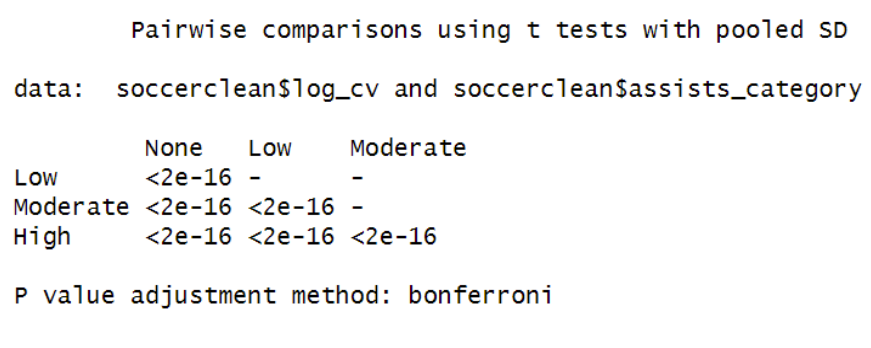 Pairwise comparisons using t tests with pooled SD
data: soccerclean$log_cv and soccerclean$assists_category
None Low Moderate
Low <2e-16 - -
Moderate <2e-16 <2e-16 -
High <2e-16 <2e-16 <2e-16
P value adjustment method: bonferroni